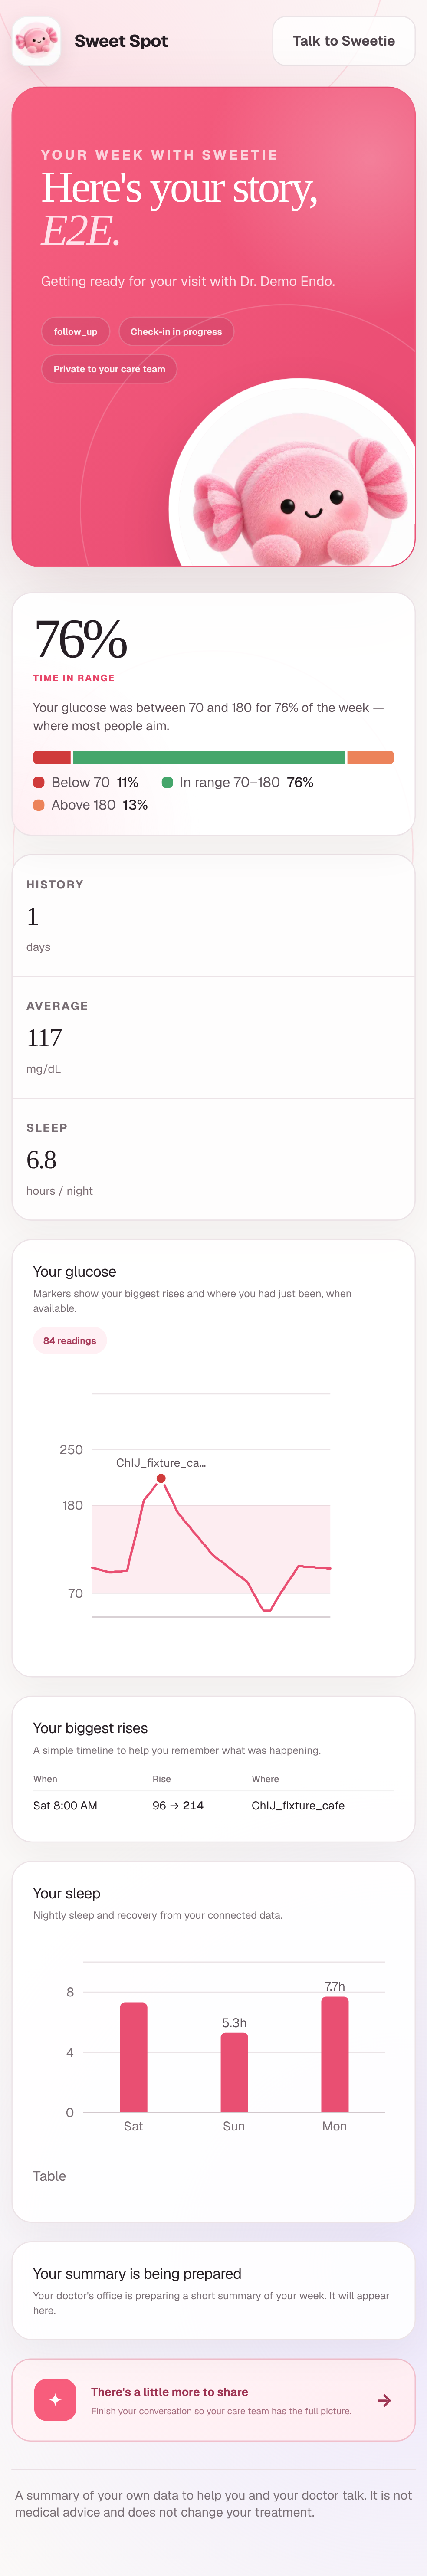 Sweet Spot
Talk to Sweetie
YOUR WEEK WITH SWEETIE
Here's your story,
E2E.
Getting ready for your visit with Dr. Demo Endo.
follow_up
Check-in in progress
Private to your care team
76%
TIME IN RANGE
Your glucose was between 70 and 180 for 76% of the week —
where most people aim.
Below 70 11%
In range 70–180 76%
Above 180 13%
HISTORY
1
days
AVERAGE
117
mg/dL
SLEEP
6.8
hours / night
Your glucose
Markers show your biggest rises and where you had just been, when
available.
84 readings
250
ChIJ_fixture_ca...
180
70
Your biggest rises
A simple timeline to help you remember what was happening.
When Rise Where
Sat 8:00 AM 96 → 214 ChIJ_fixture_cafe
Your sleep
Nightly sleep and recovery from your connected data.
7.7h
8
5.3h
4
0
Sat Sun Mon
Table
Your summary is being prepared
Your doctor's office is preparing a short summary of your week. It will appear
here.
There's a little more to share
Finish your conversation so your care team has the full picture.
→
A summary of your own data to help you and your doctor talk. It is not
medical advice and does not change your treatment.